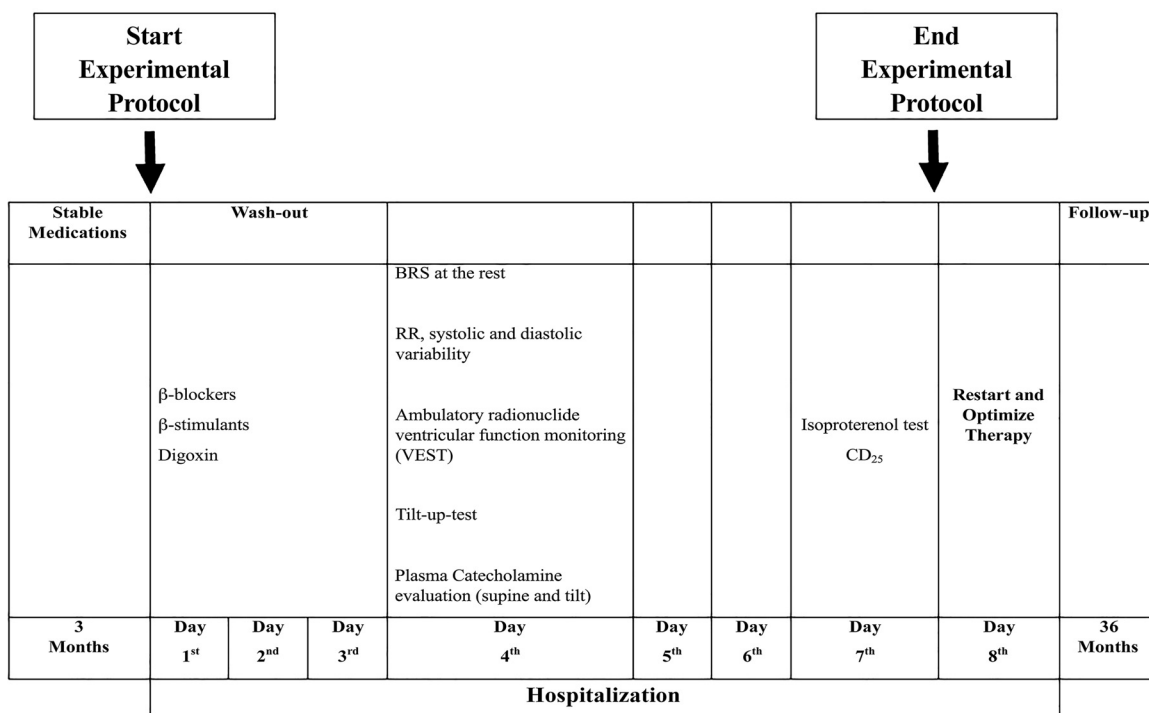 Start
Experimental
Protocol
End
Experimental
Protocol
Stable
Medications
Wash-out
Follow-up
β-blockers
β-stimulants
Digoxin
BRS at the rest
RR, systolic and diastolic
variability
Ambulatory radionuclide
ventricular function monitoring
(VEST)
Tilt-up-test
Plasma Catecholamine
evaluation (supine and tilt)
Isoproterenol test
CD₂₅
Restart and
Optimize
Therapy
3
Months
Day
1ˢᵗ
Day
2ⁿᵈ
Day
3ʳᵈ
Day
4ᵗʰ
Day
5ᵗʰ
Day
6ᵗʰ
Day
7ᵗʰ
Day
8ᵗʰ
36
Months
Hospitalization